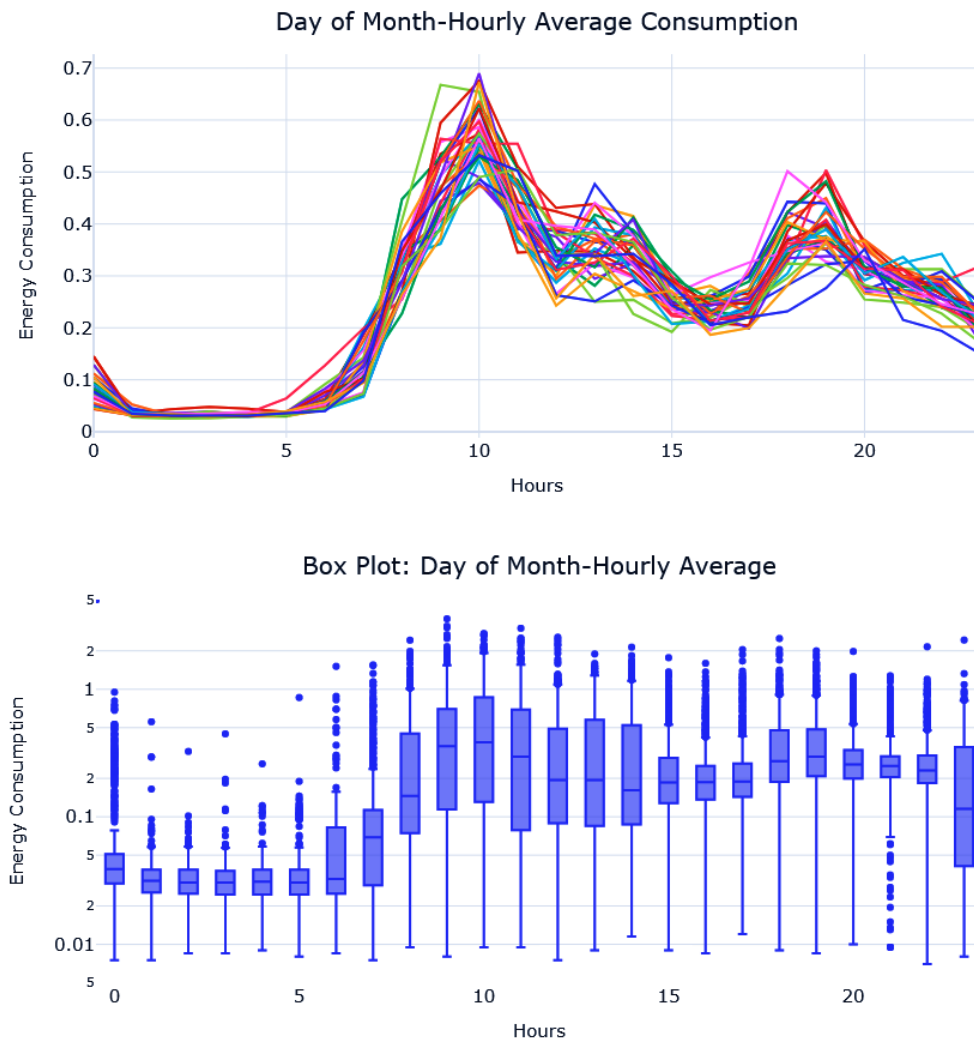 Day of Month-Hourly Average Consumption
0.7
0.6
0.5
0.4
0.3
0.2
0.1
0
Energy Consumption
0 5 10 15 20
Hours
Box Plot: Day of Month-Hourly Average
5
2
1
5
2
0.1
5
2
0.01
5
Energy Consumption
0 5 10 15 20
Hours